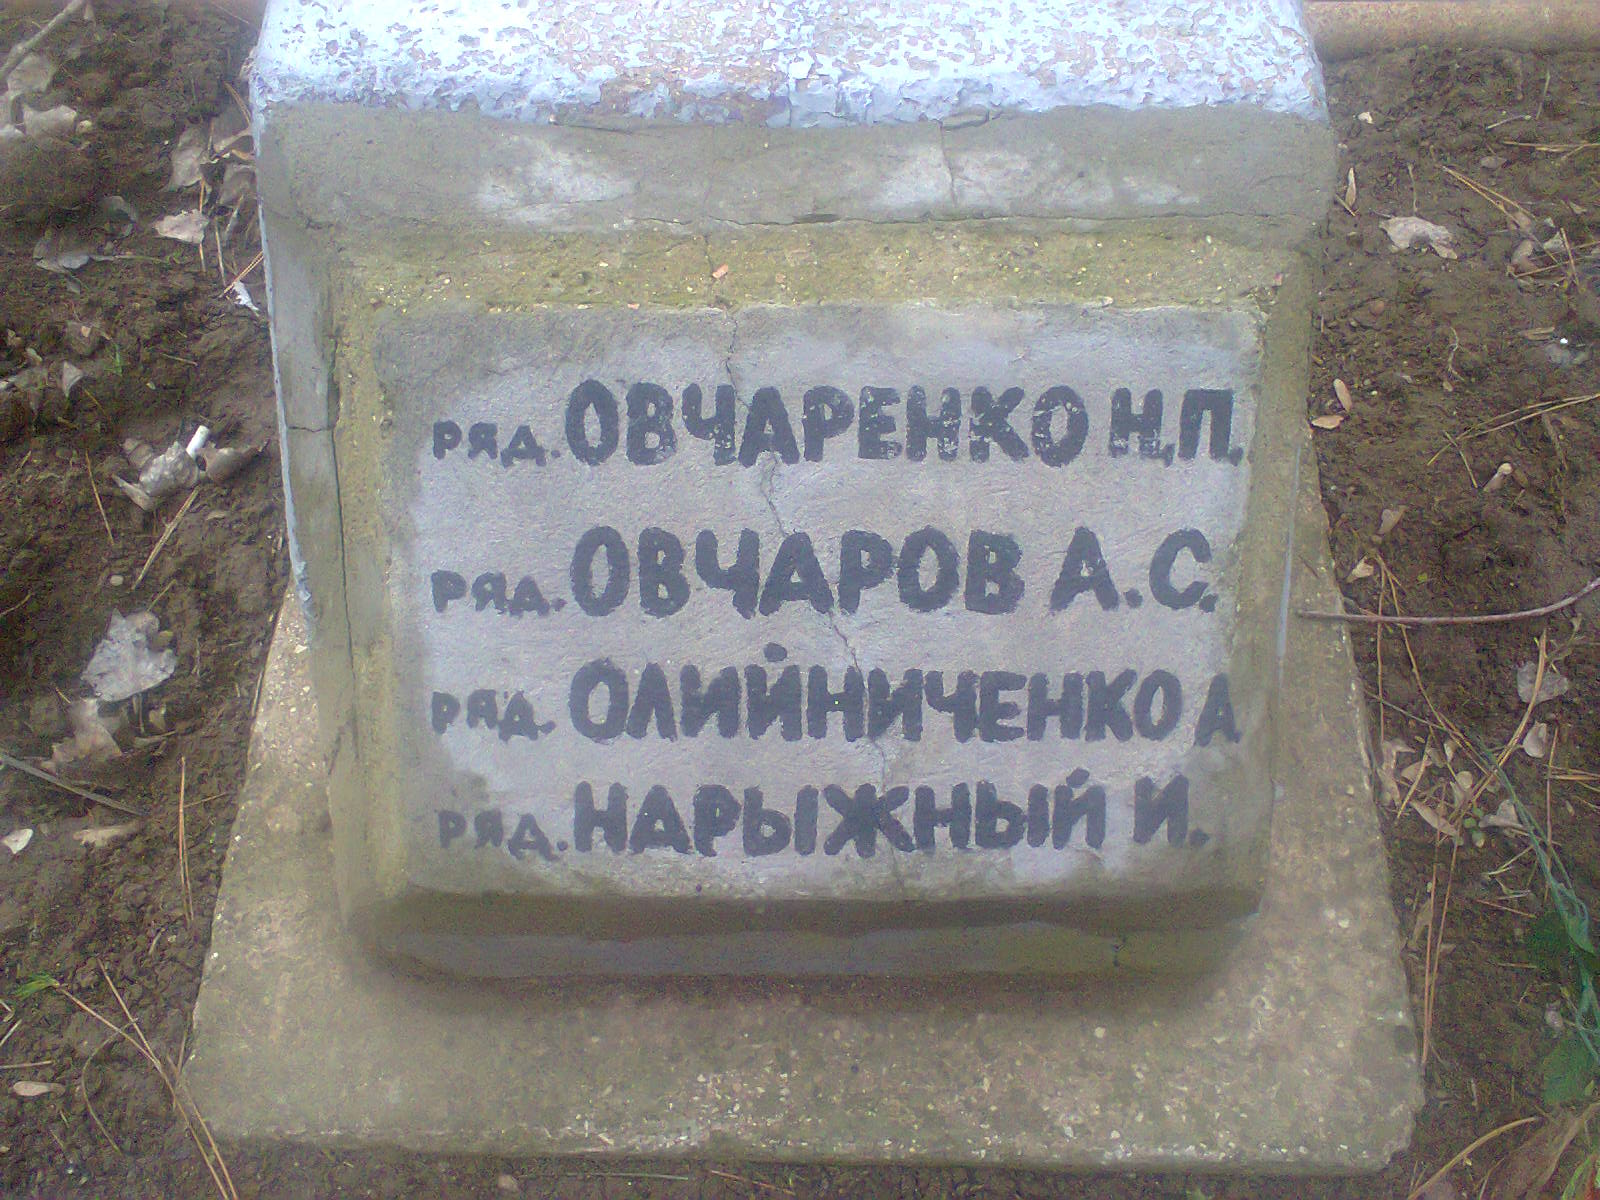 ряд. ОВЧАРЕНКО Н.П.
ряд. ОВЧАРОВ А.С.
ряд. ОЛИЙНИЧЕНКО А.
ряд. НАРЫЖНЫЙ И.